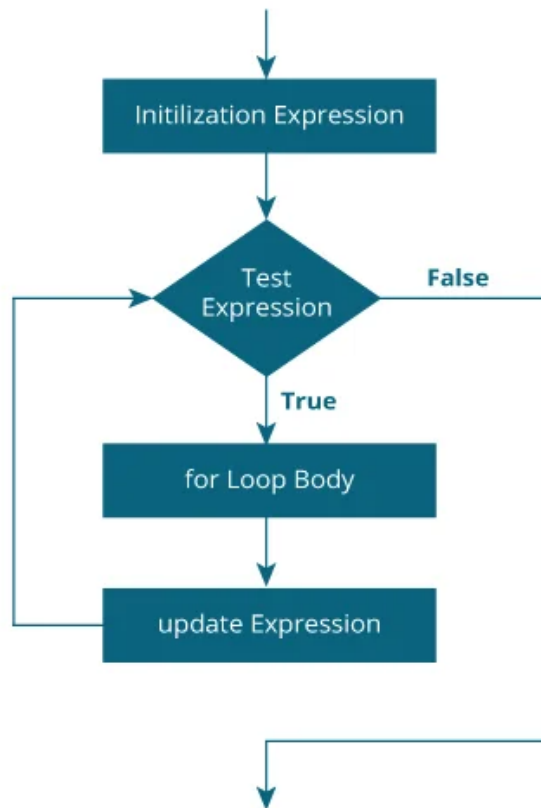 Initilization Expression
Test
Expression
False
True
for Loop Body
update Expression